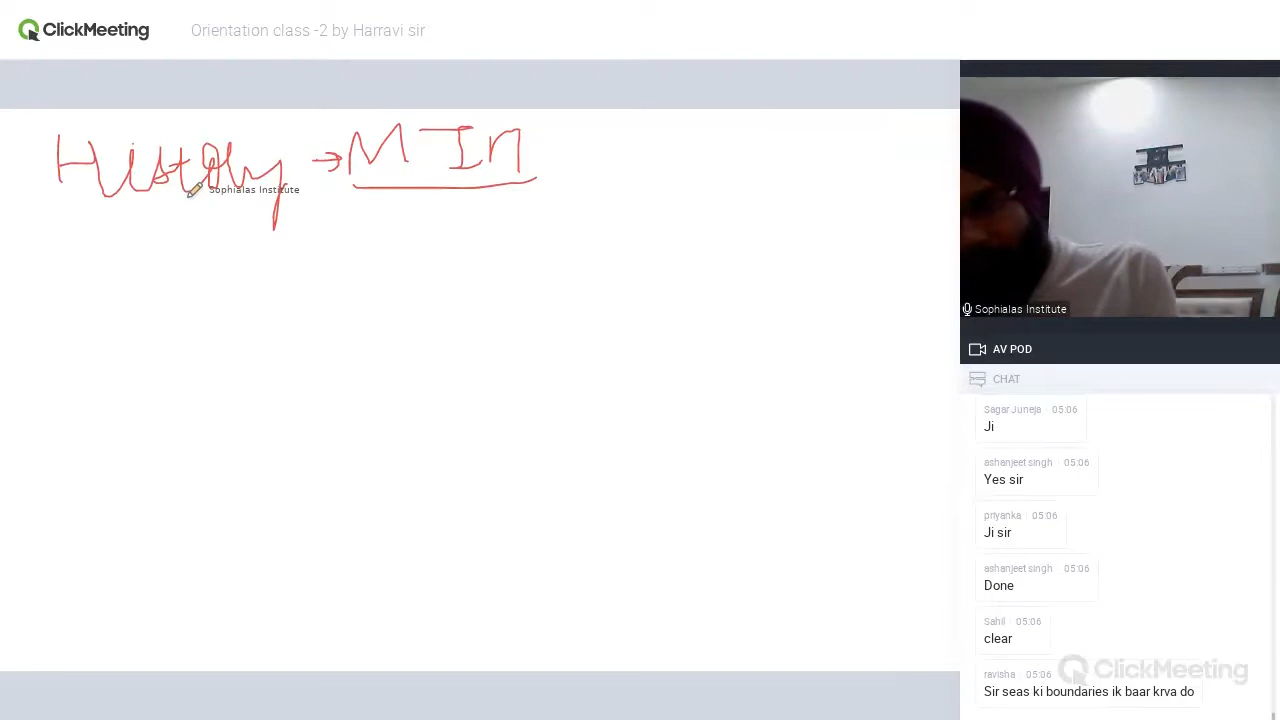 ClickMeeting
Orientation class -2 by Harravi sir
History → M In
Sophialas Institute
Sophialas Institute
AV POD
CHAT
Sagar Juneja 05:06
Ji
ashanjeet singh 05:06
Yes sir
priyanka 05:06
Ji sir
ashanjeet singh 05:06
Done
Sahil 05:06
clear
ravisha 05:06
Sir seas ki boundaries ik baar krva do
ClickMeeting